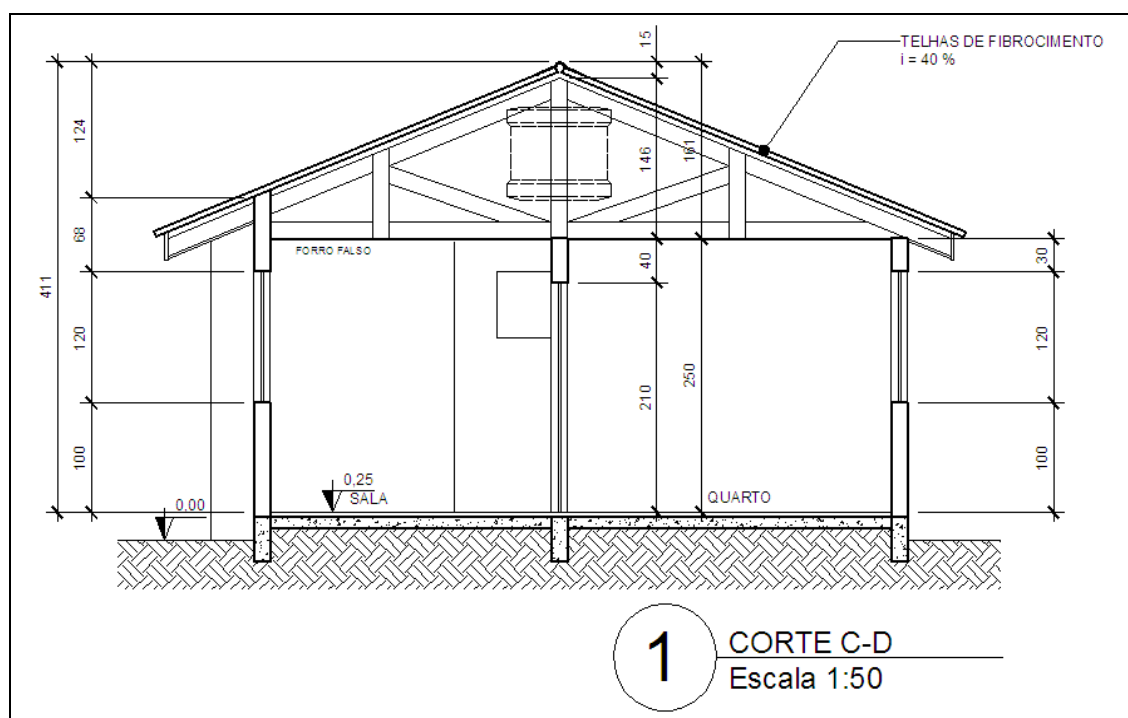 15
TELHAS DE FIBROCIMENTO
i = 40 %
124
146
161
68
FORRO FALSO
40
30
411
120
250
120
210
100
0,25
SALA
QUARTO
100
0,00
1
CORTE C-D
Escala 1:50